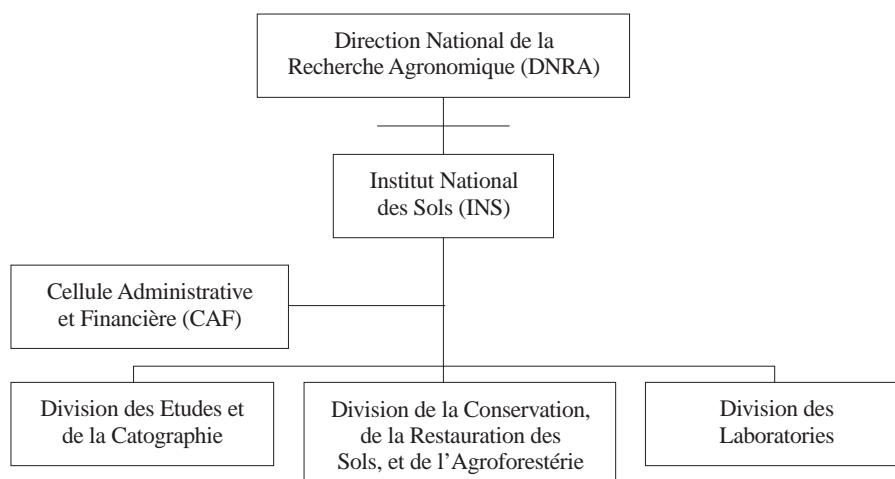 Direction National de la
Recherche Agronomique (DNRA)
Institut National
des Sols (INS)
Cellule Administrative
et Financière (CAF)
Division des Etudes et
de la Catographie
Division de la Conservation,
de la Restauration des
Sols, et de l’Agroforestérie
Division des
Laboratories